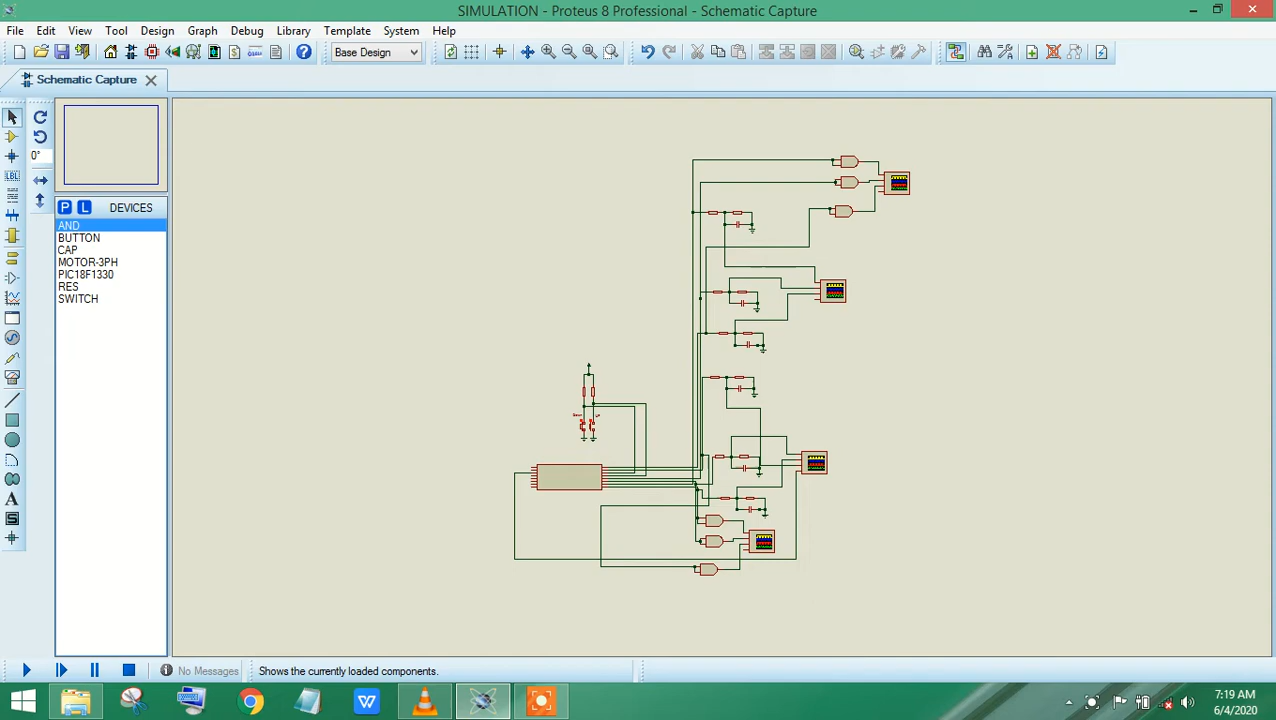 SIMULATION - Proteus 8 Professional - Schematic Capture
File Edit View Tool Design Graph Debug Library Template System Help
Base Design
Schematic Capture
0°
LBL
P L DEVICES
AND
BUTTON
CAP
MOTOR-3PH
PIC18F1330
RES
SWITCH
A
S
No Messages
Shows the currently loaded components.
7:19 AM
6/4/2020